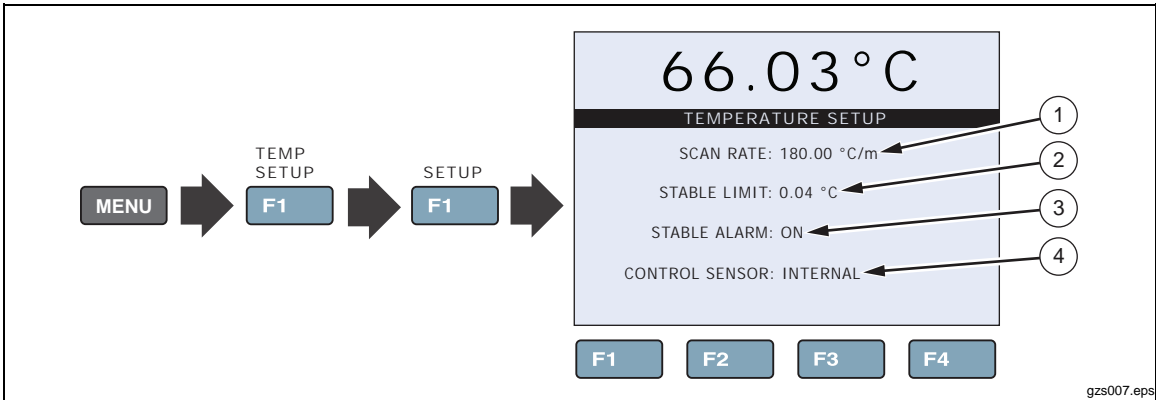 66.03°C
TEMPERATURE SETUP
SCAN RATE: 180.00 °C/m
STABLE LIMIT: 0.04 °C
STABLE ALARM: ON
CONTROL SENSOR: INTERNAL
1
2
3
4
MENU
TEMP
SETUP
F1
SETUP
F1
F1
F2
F3
F4
gzs007.eps